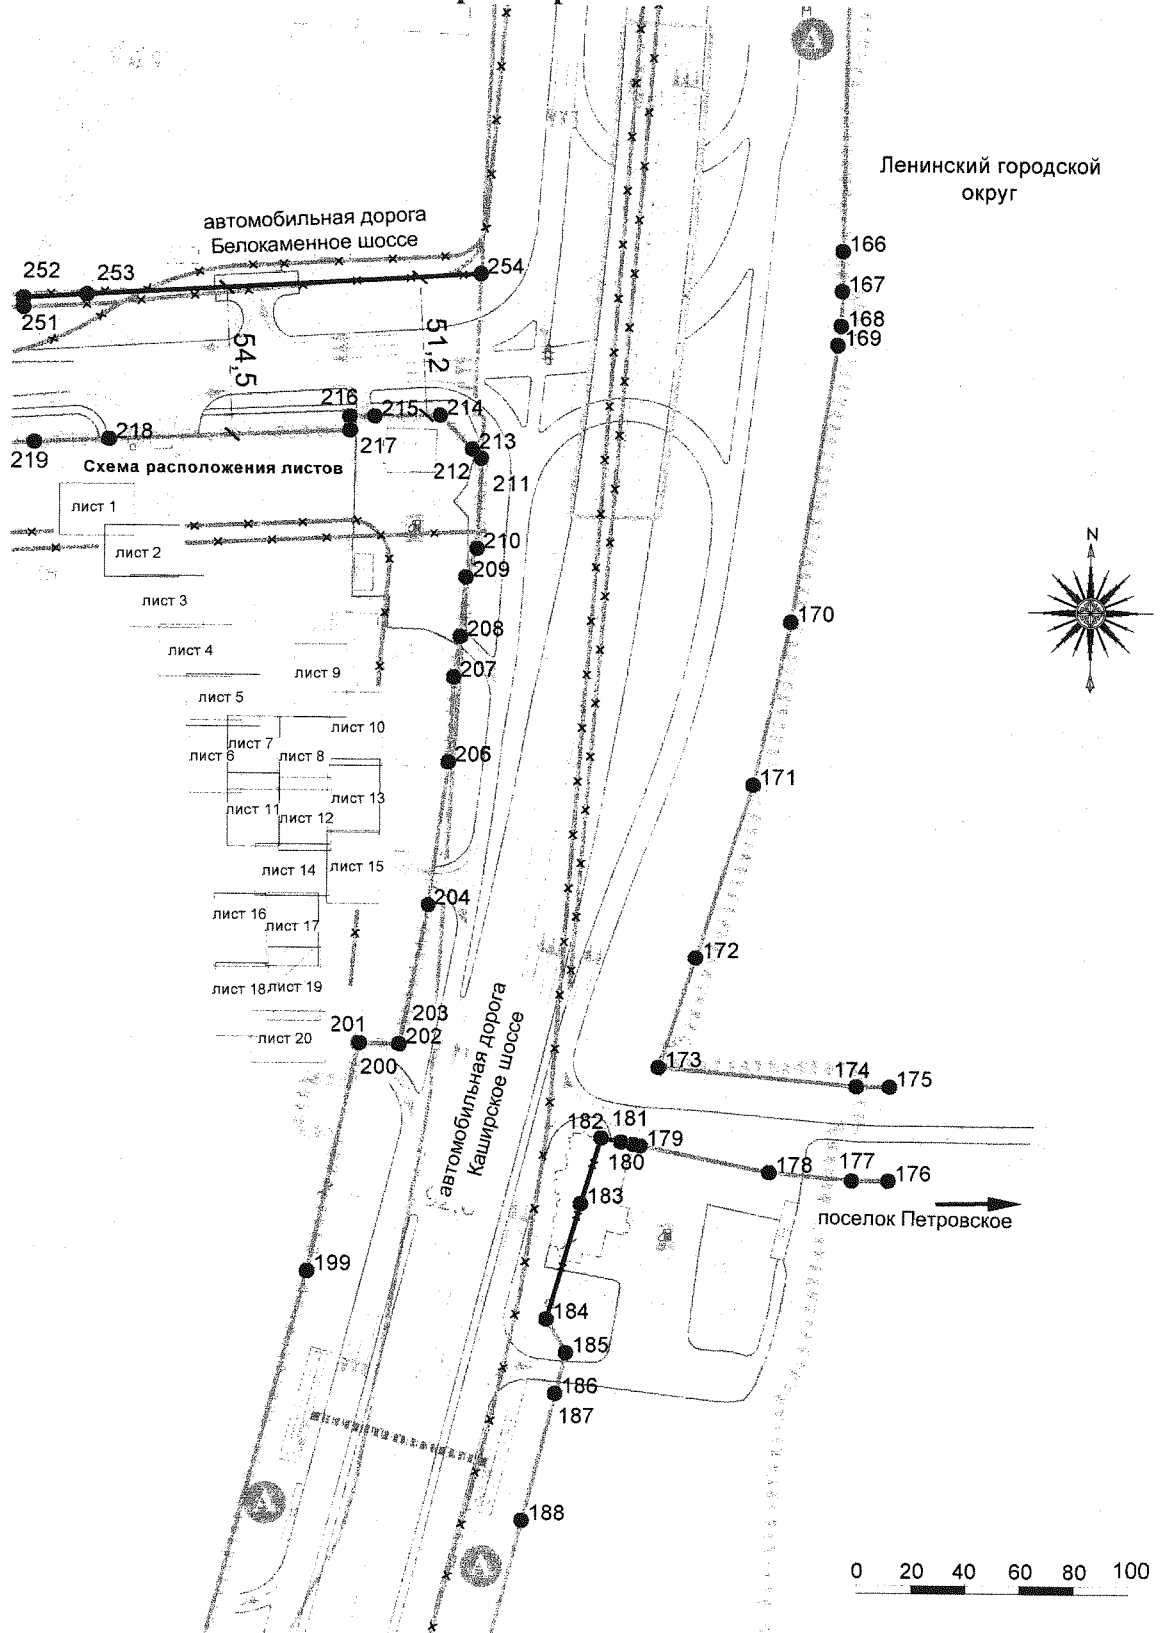 А
Ленинский городской
округ
автомобильная дорога
Белокаменное шоссе
252
253
254
251
54,5
51,2
166
167
168
169
216
215
214
217
213
212
211
219
218
Схема расположения листов
лист 1
лист 2
лист 3
лист 4
лист 9
лист 5
лист 10
лист 7
лист 6
лист 8
лист 13
лист 11
лист 12
лист 14
лист 15
лист 16
лист 17
лист 18
лист 19
лист 20
210
209
208
207
206
204
203
201
202
200
N
170
171
172
173
174
175
автомобильная дорога
Каширское шоссе
182
181
179
180
178
177
176
183
поселок Петровское
199
184
185
186
187
188
А
А
0 20 40 60 80 100